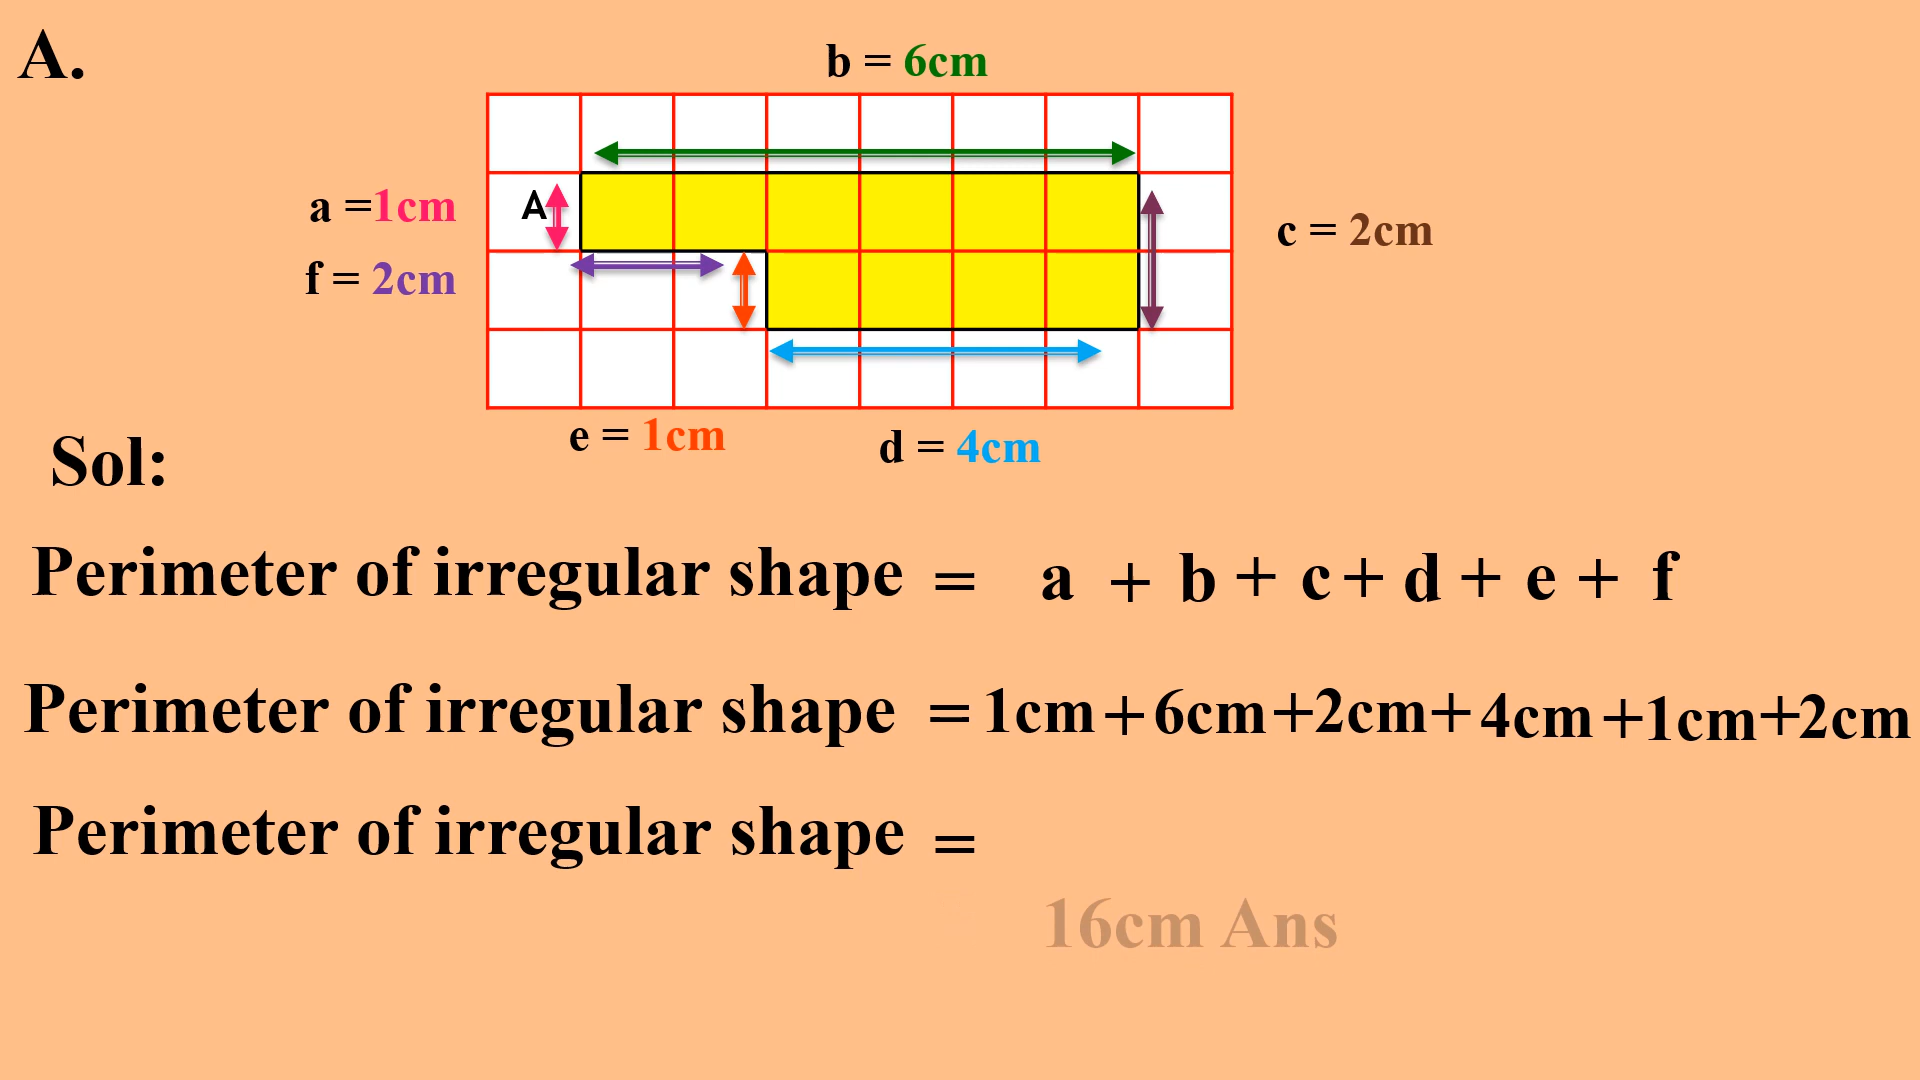 A.
b = 6cm
a =1cm
A
c = 2cm
f = 2cm
e = 1cm
d = 4cm
Sol:
Perimeter of irregular shape = a + b + c + d + e + f
Perimeter of irregular shape = 1cm + 6cm +2cm+ 4cm +1cm+2cm
Perimeter of irregular shape =
16cm Ans